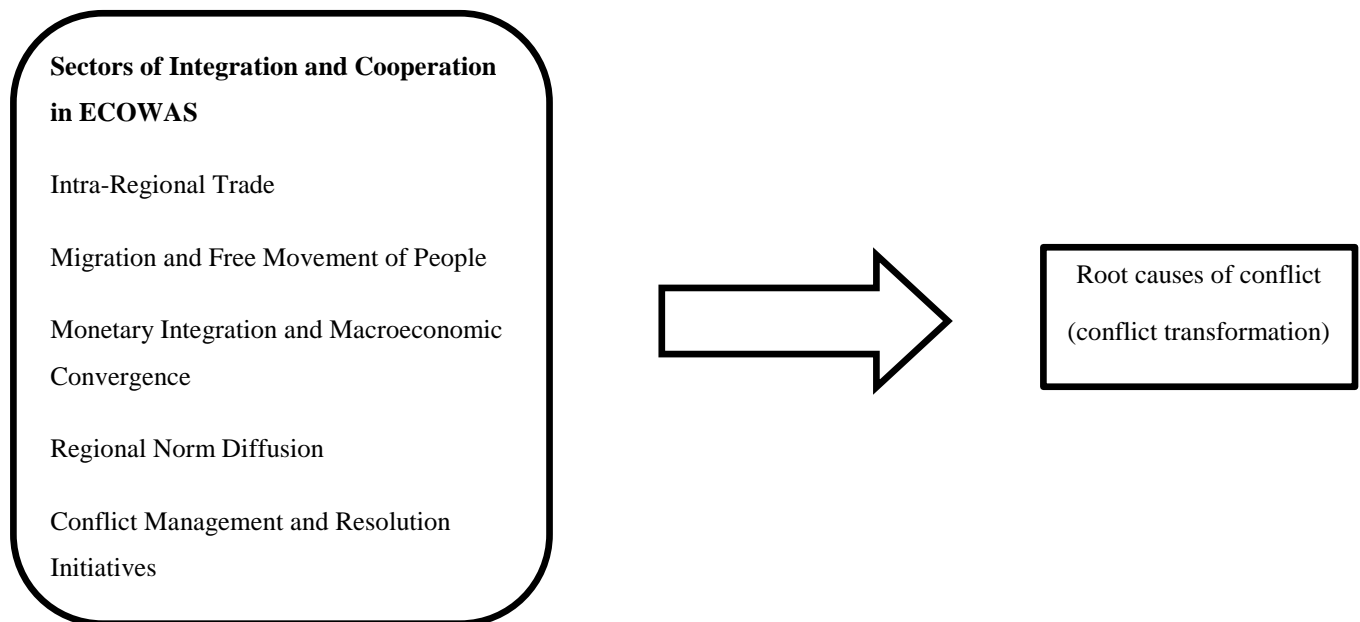 Sectors of Integration and Cooperation
in ECOWAS
Intra-Regional Trade
Migration and Free Movement of People
Monetary Integration and Macroeconomic
Convergence
Regional Norm Diffusion
Conflict Management and Resolution
Initiatives
Root causes of conflict
(conflict transformation)